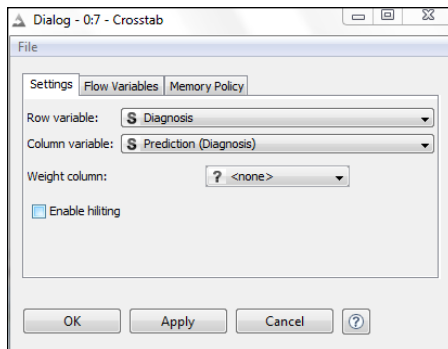 Dialog - 0:7 - Crosstab
File
Settings Flow Variables Memory Policy
Row variable: S Diagnosis
Column variable: S Prediction (Diagnosis)
Weight column: ? <none>
Enable hiliting
OK Apply Cancel ?